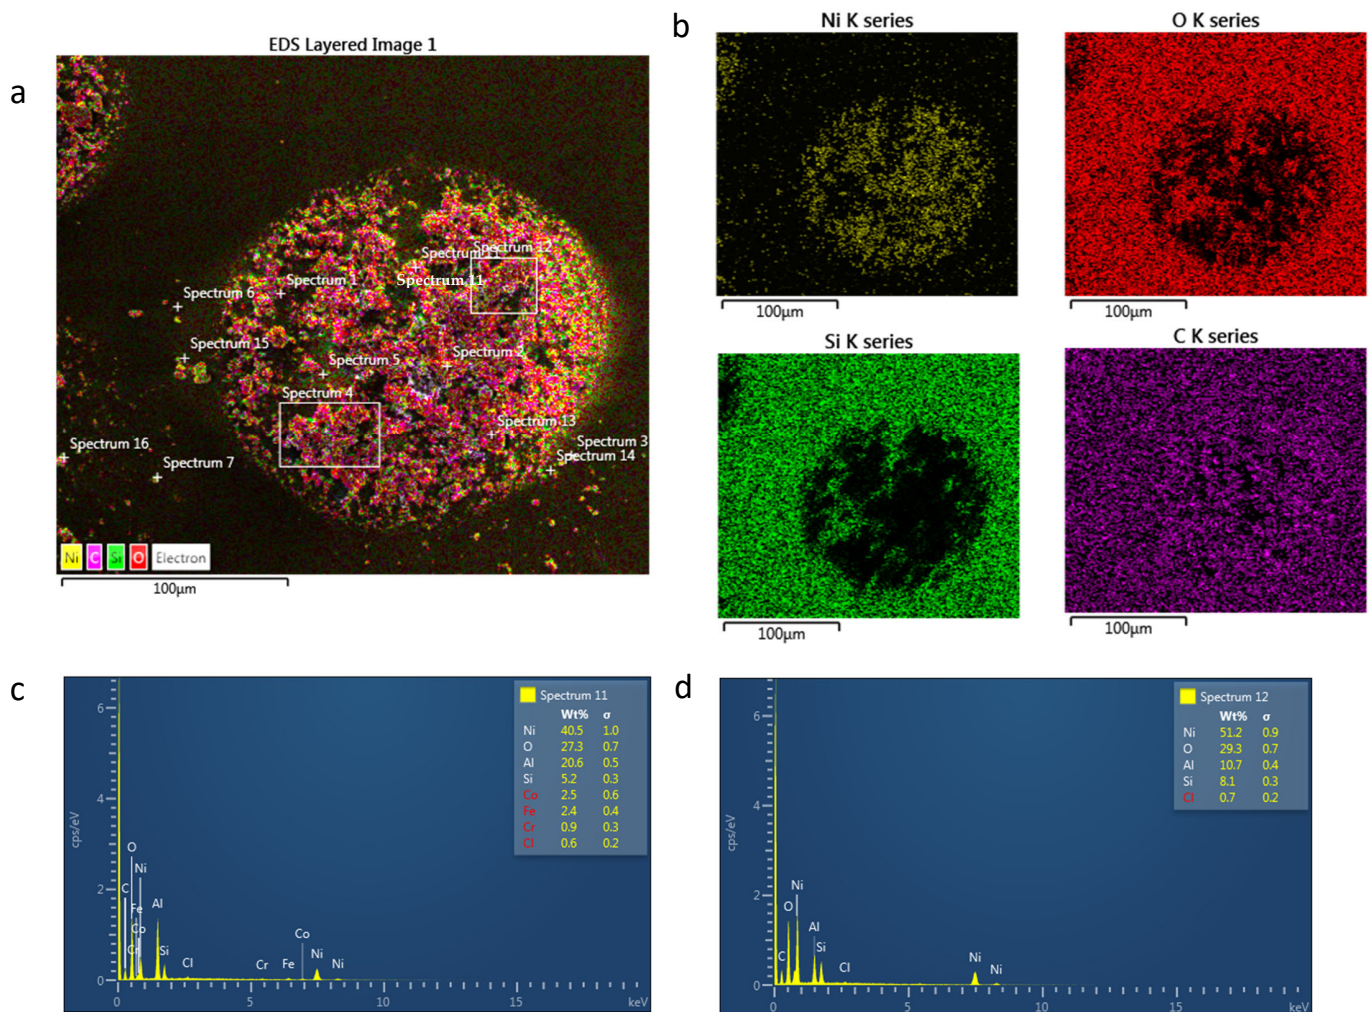 a
EDS Layered Image 1
Spectrum 12
Spectrum 11
Spectrum 11
Spectrum 1
Spectrum 6
Spectrum 15
Spectrum 5
Spectrum 2
Spectrum 4
Spectrum 13
Spectrum 3
Spectrum 14
Spectrum 16
Spectrum 7
Ni C Si O Electron
100μm
b
Ni K series
O K series
100μm
100μm
Si K series
C K series
100μm
100μm
c
Spectrum 11
Wt% σ
Ni 40.5 1.0
O 27.3 0.7
Al 20.6 0.5
Si 5.2 0.3
Co 2.5 0.6
Fe 2.4 0.4
Cr 0.9 0.3
Cl 0.6 0.2
cps/eV
6
4
2
0
O
Ni
C
Fe
Co
Cr
Al
Si
Cl
Cr
Fe
Co
Ni
Ni
0 5 10 15 keV
d
Spectrum 12
Wt% σ
Ni 51.2 0.9
O 29.3 0.7
Al 10.7 0.4
Si 8.1 0.3
Cl 0.7 0.2
cps/eV
6
4
2
0
Ni
O
C
Al
Si
Cl
Ni
Ni
0 5 10 15 keV